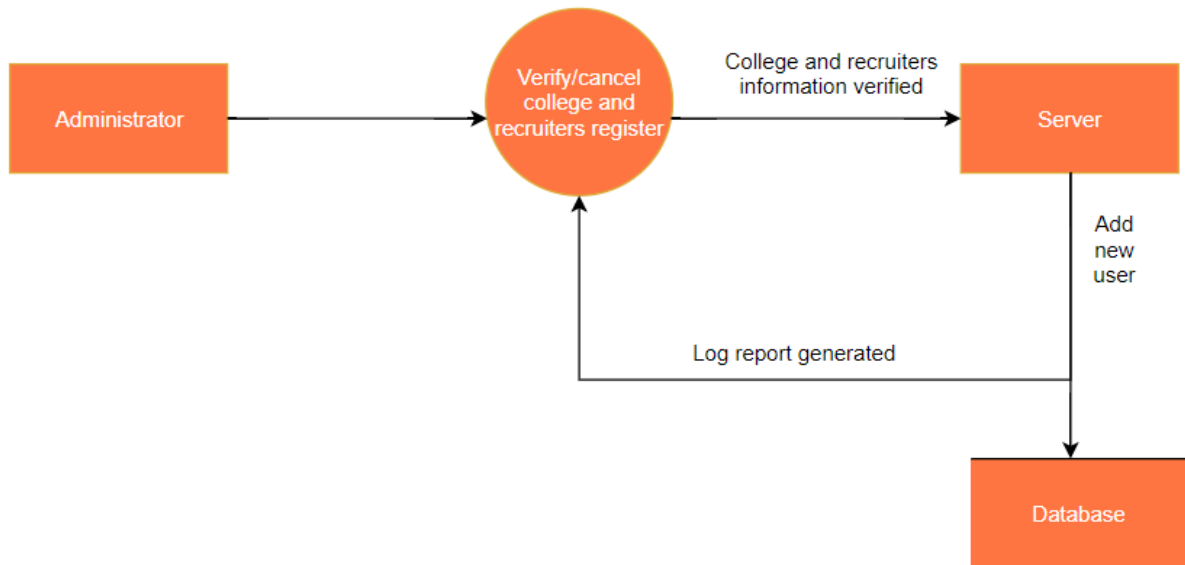 Administrator
Verify/cancel
college and
recruiters register
College and recruiters
information verified
Server
Add
new
user
Log report generated
Database